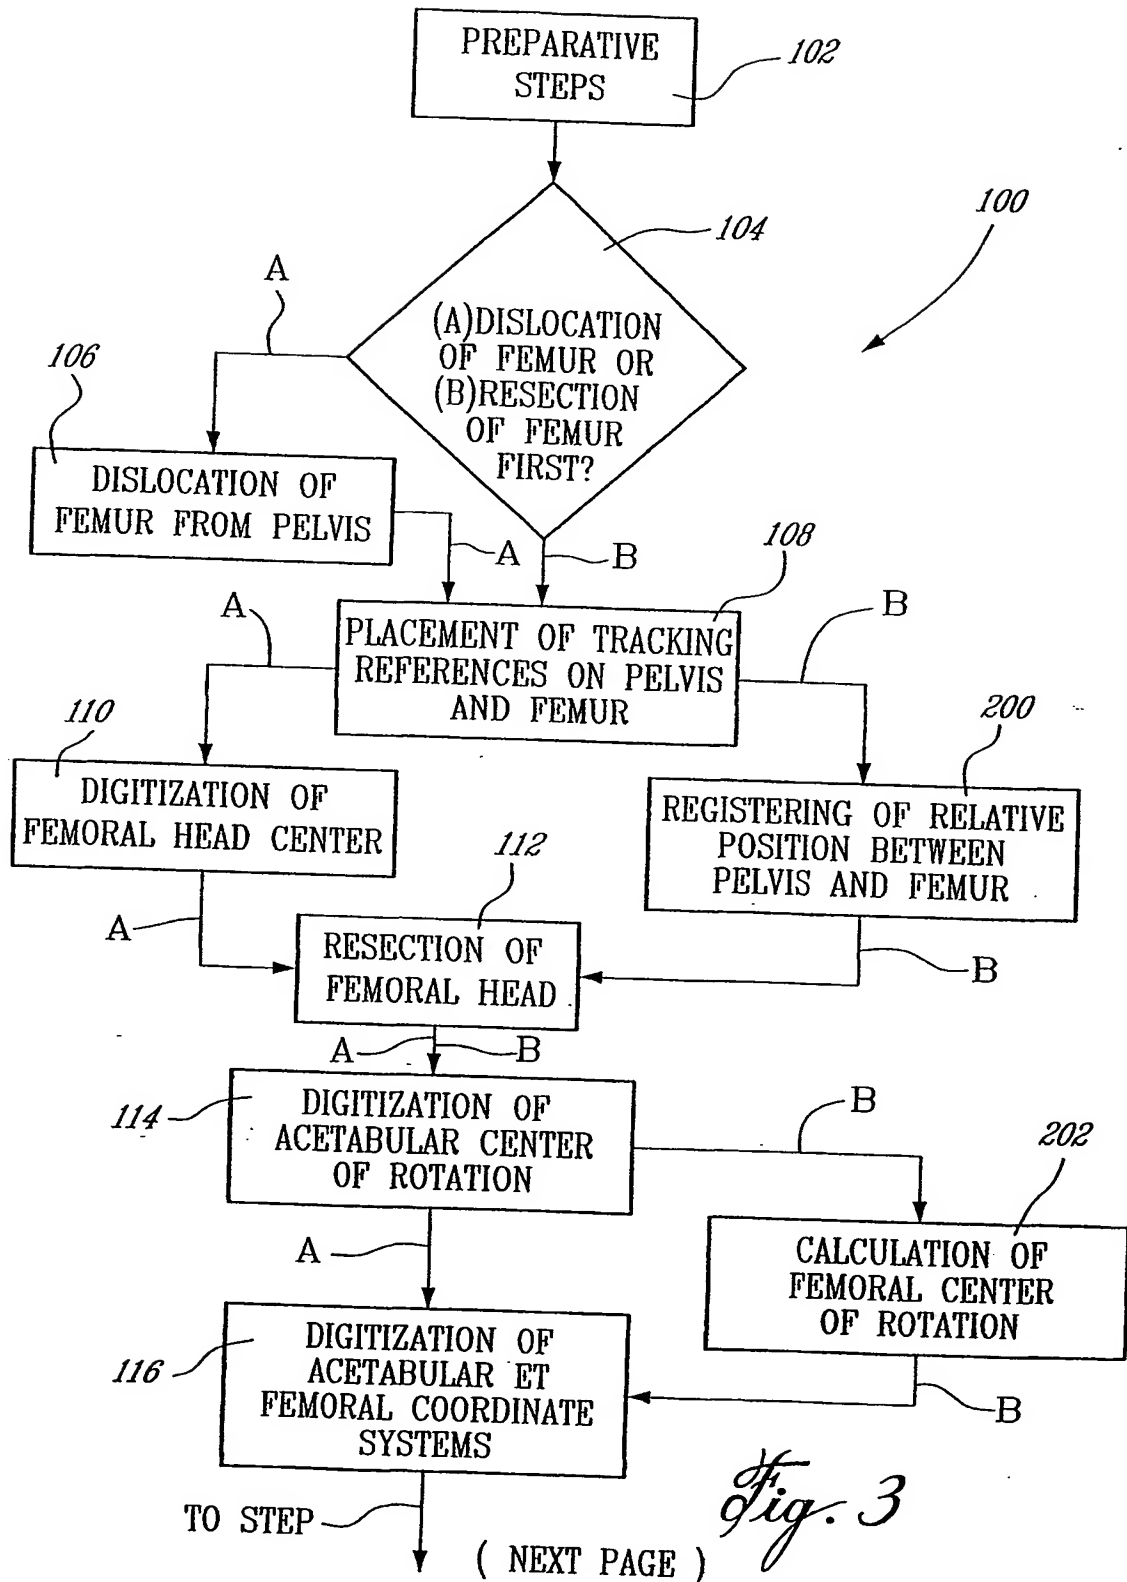 PREPARATIVE
STEPS
102
104
100
A
(A)DISLOCATION
OF FEMUR OR
(B)RESECTION
OF FEMUR
FIRST?
106
DISLOCATION OF
FEMUR FROM PELVIS
A
B
108
A
PLACEMENT OF TRACKING
REFERENCES ON PELVIS
AND FEMUR
B
110
DIGITIZATION OF
FEMORAL HEAD CENTER
200
REGISTERING OF RELATIVE
POSITION BETWEEN
PELVIS AND FEMUR
112
A
RESECTION OF
FEMORAL HEAD
B
A
B
114
DIGITIZATION OF
ACETABULAR CENTER
OF ROTATION
B
202
A
CALCULATION OF
FEMORAL CENTER
OF ROTATION
116
DIGITIZATION OF
ACETABULAR ET
FEMORAL COORDINATE
SYSTEMS
B
TO STEP
Fig. 3
( NEXT PAGE )